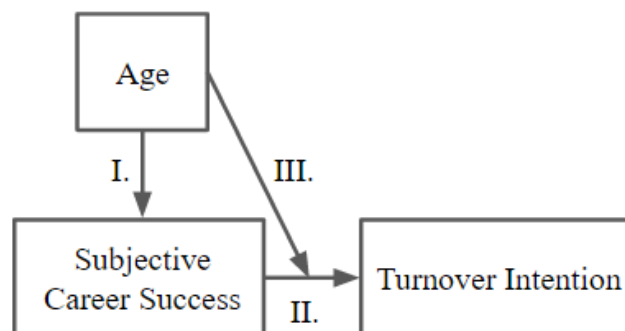 Age
I.
III.
Subjective
Career Success
Turnover Intention
II.